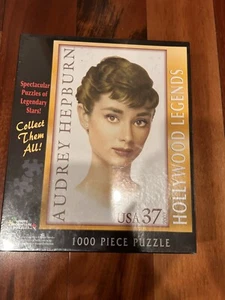 Spectacular
Puzzles of
Legendary
Stars!
Collect
Them
All!
AUDREY HEPBURN
HOLLYWOOD LEGENDS
USA 37
1000 PIECE PUZZLE